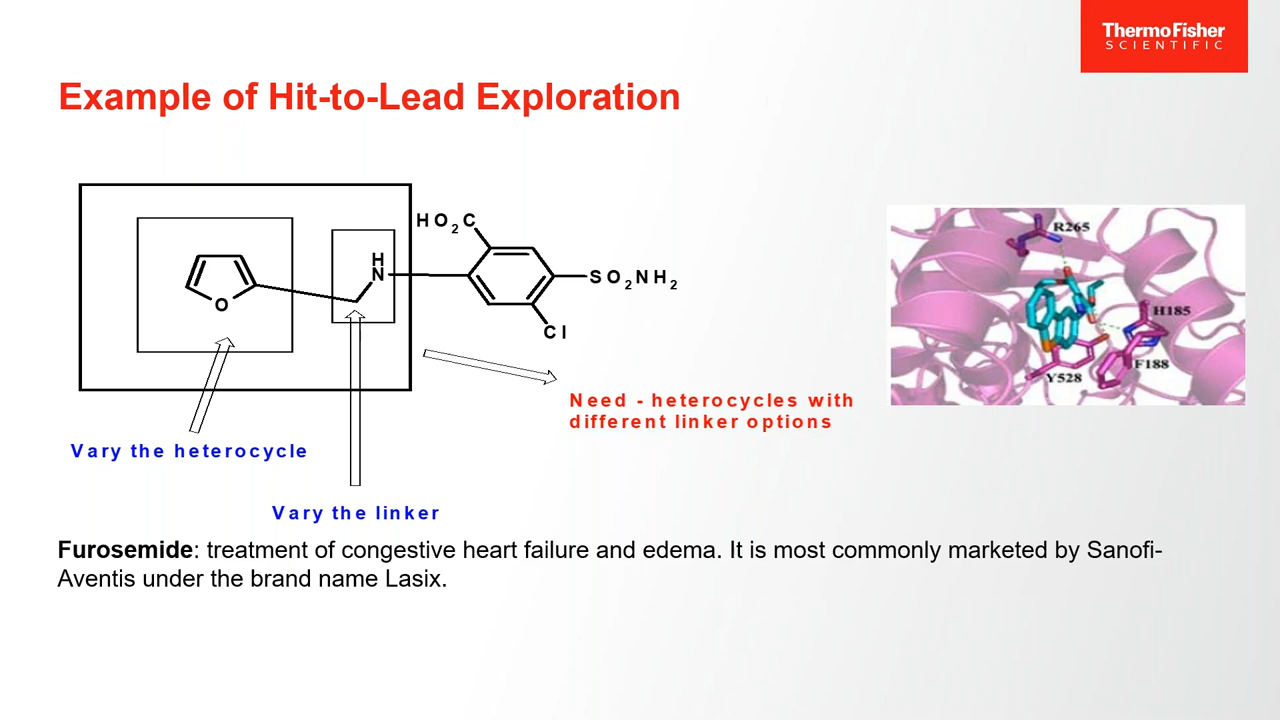 ThermoFisher
SCIENTIFIC
Example of Hit-to-Lead Exploration
HO2C
H
N
O
SO2NH2
Cl
R265
H185
F188
Y528
Need - heterocycles with
different linker options
Vary the heterocycle
Vary the linker
Furosemide: treatment of congestive heart failure and edema. It is most commonly marketed by Sanofi-
Aventis under the brand name Lasix.